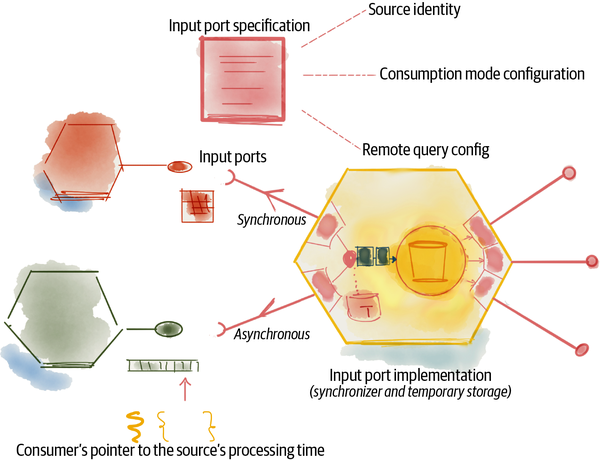 Source identity
Input port specification
Consumption mode configuration
Remote query config
Input ports
Synchronous
Asynchronous
T
Input port implementation
(synchronizer and temporary storage)
Consumer's pointer to the source's processing time